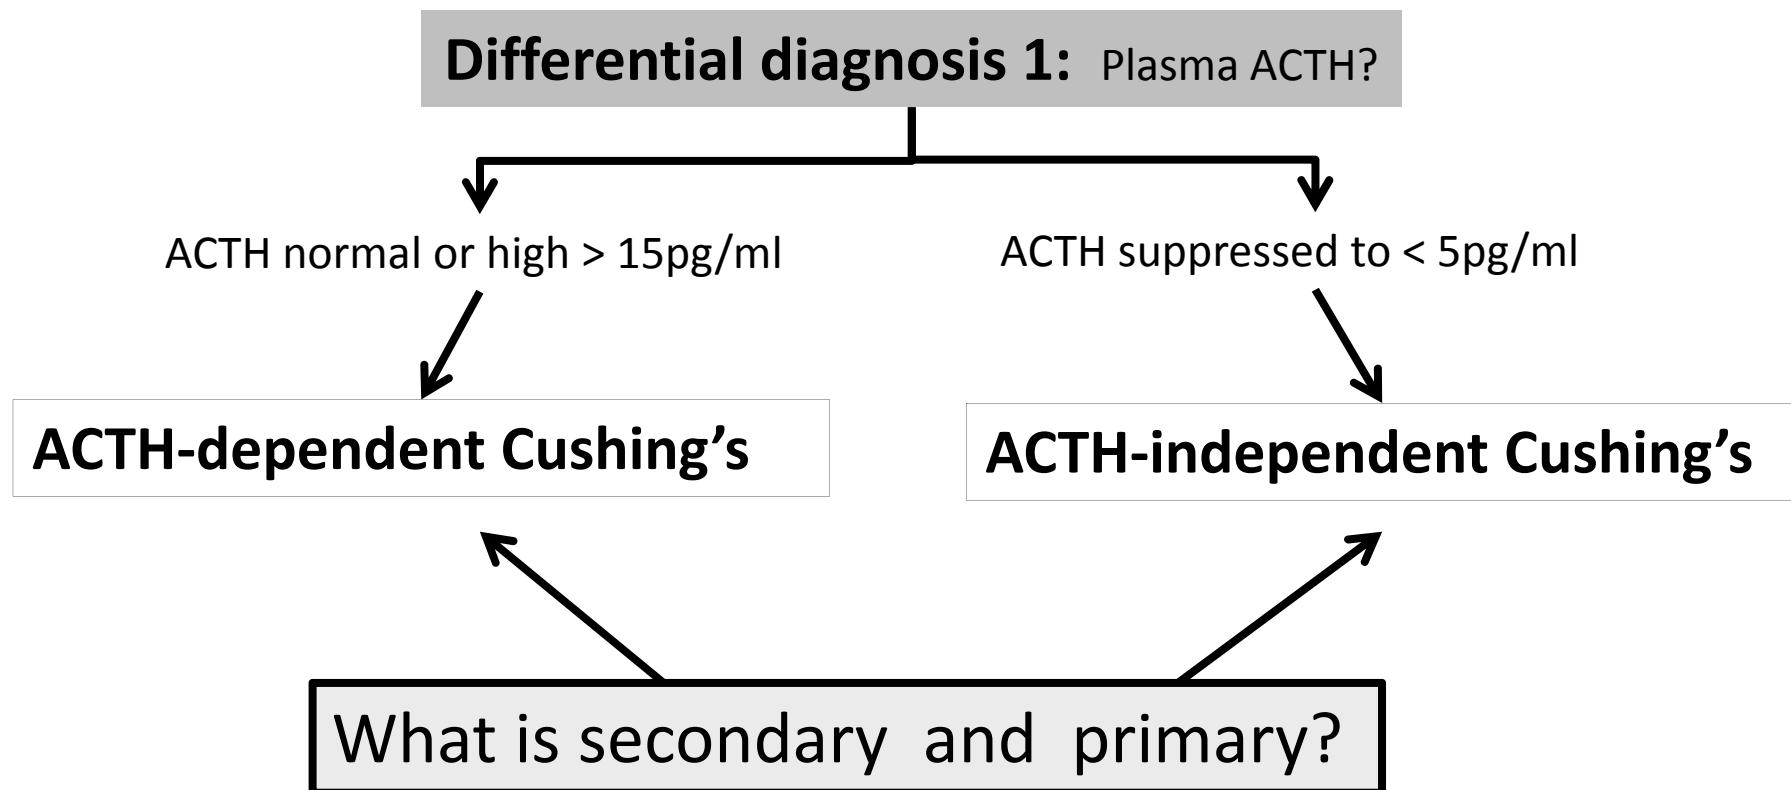 Differential diagnosis 1: Plasma ACTH?
ACTH normal or high > 15pg/ml
ACTH suppressed to < 5pg/ml
ACTH-dependent Cushing’s
ACTH-independent Cushing’s
What is secondary and primary?